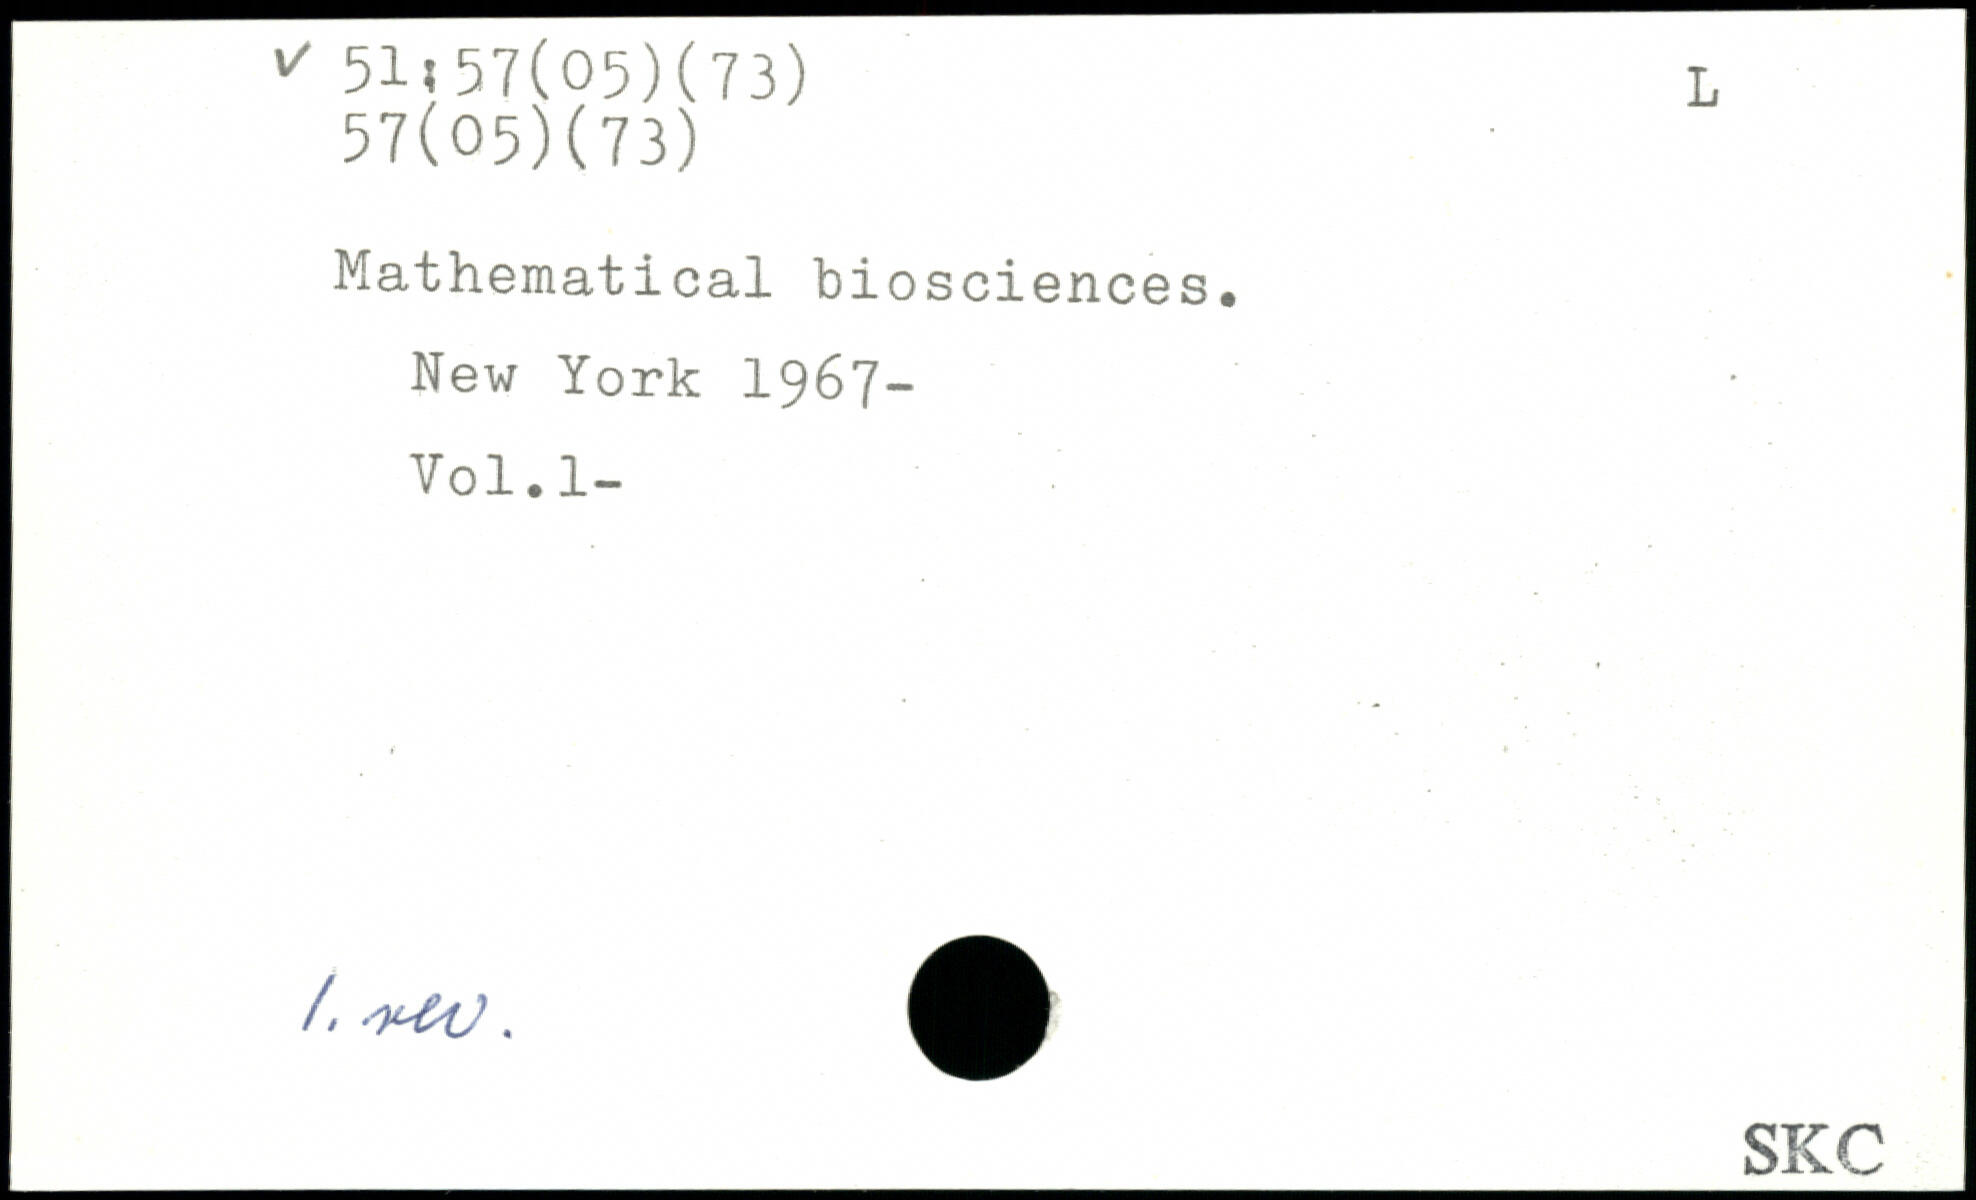 ✓ 51:57(05)(73)
L
57(05)(73)
Mathematical biosciences.
New York 1967-
Vol.1-
1. rev.
SKC